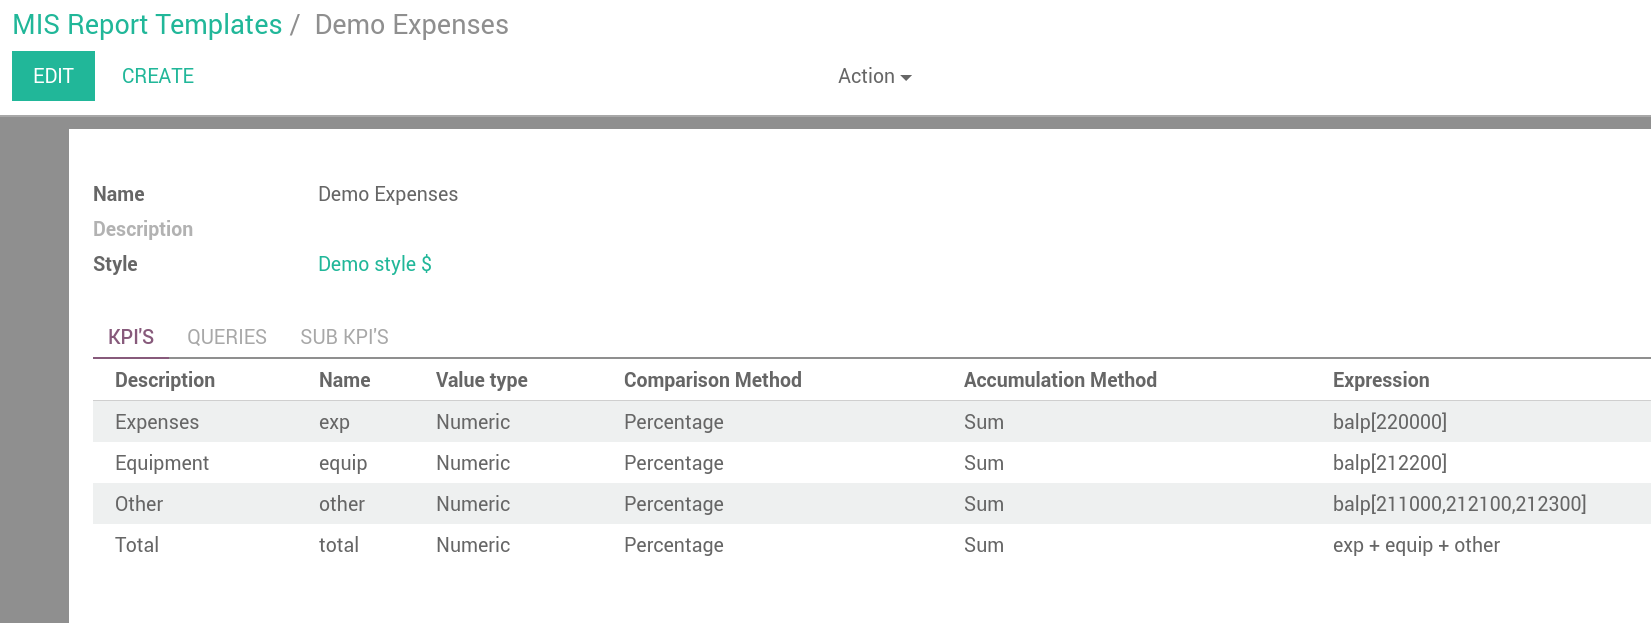 MIS Report Templates / Demo Expenses
EDIT CREATE Action
Name Demo Expenses
Description
Style Demo style $
KPI'S QUERIES SUB KPI'S
Description Name Value type Comparison Method Accumulation Method Expression
Expenses exp Numeric Percentage Sum balp[220000]
Equipment equip Numeric Percentage Sum balp[212200]
Other other Numeric Percentage Sum balp[211000,212100,212300]
Total total Numeric Percentage Sum exp + equip + other